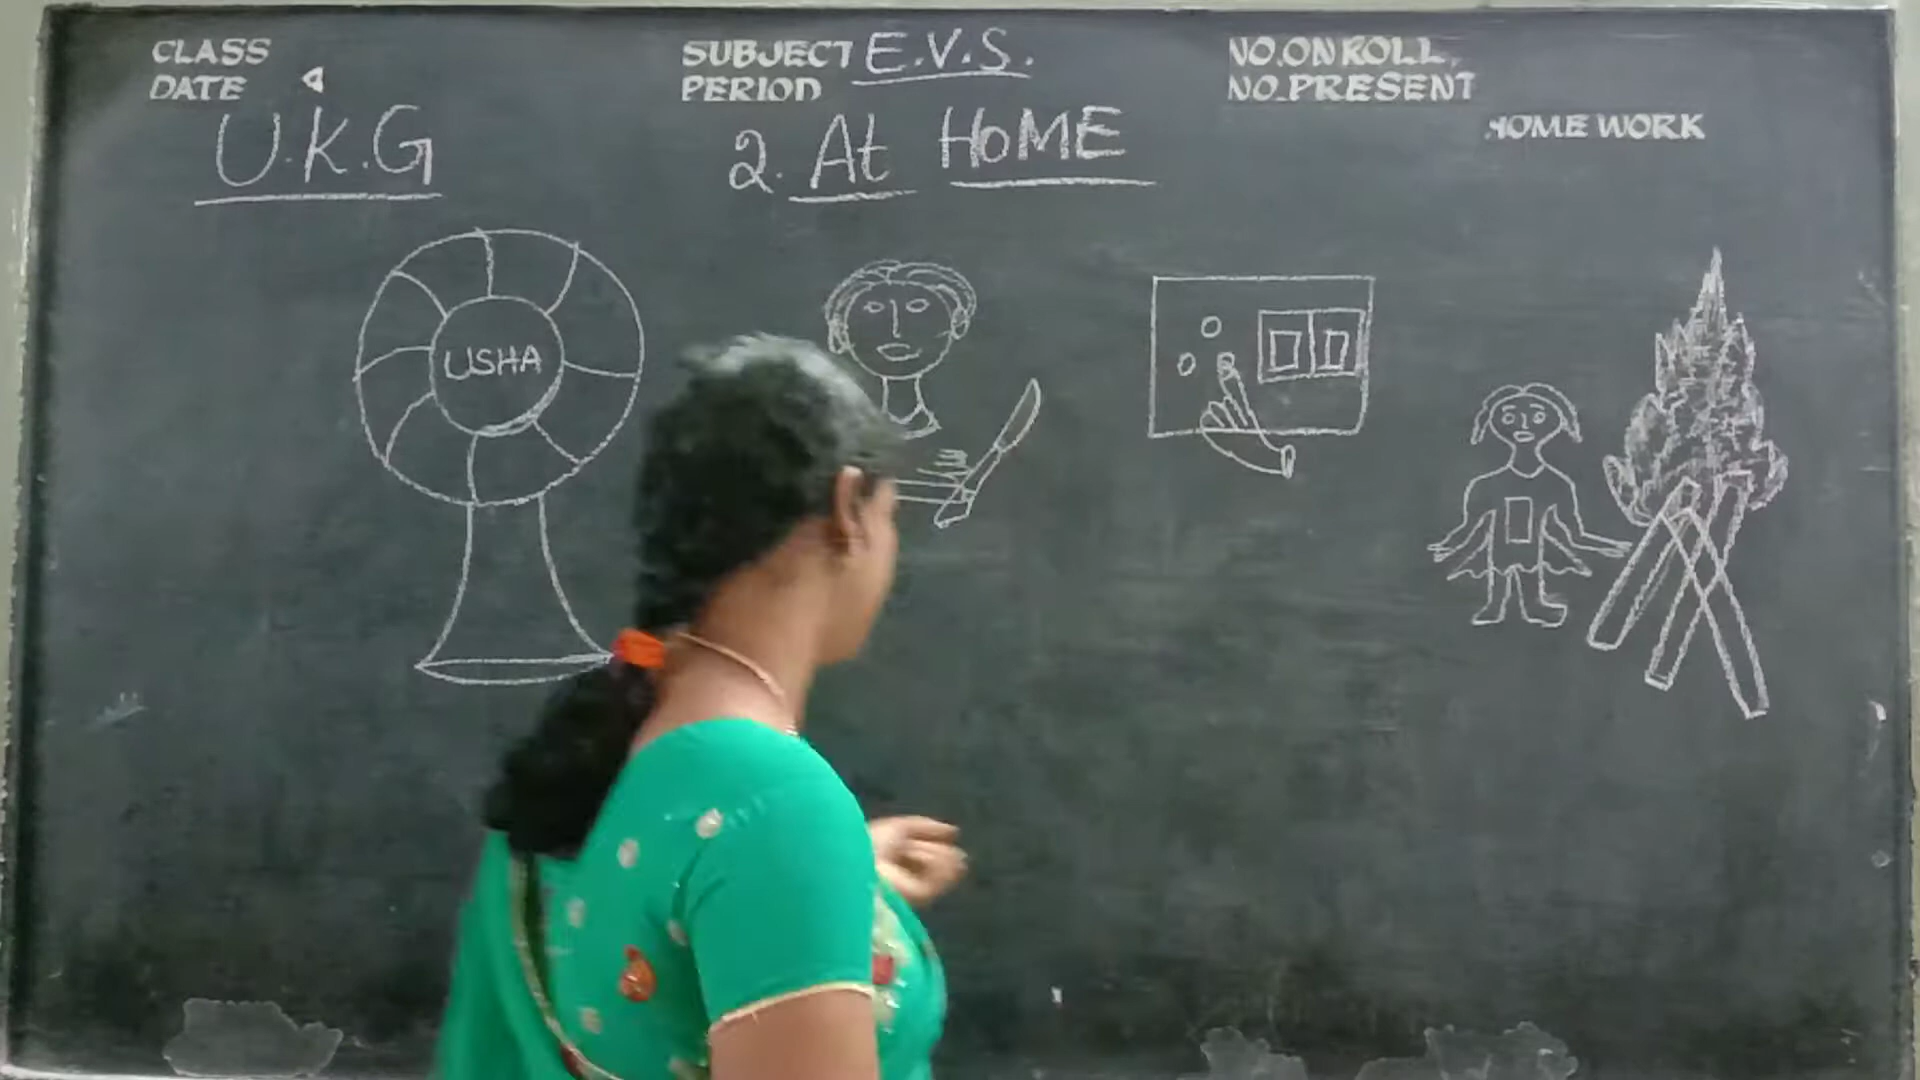 CLASS
DATE
SUBJECT E.V.S.
PERIOD
NO.ON ROLL
NO.PRESENT
HOME WORK
U.K.G
2. At HoME
USHA